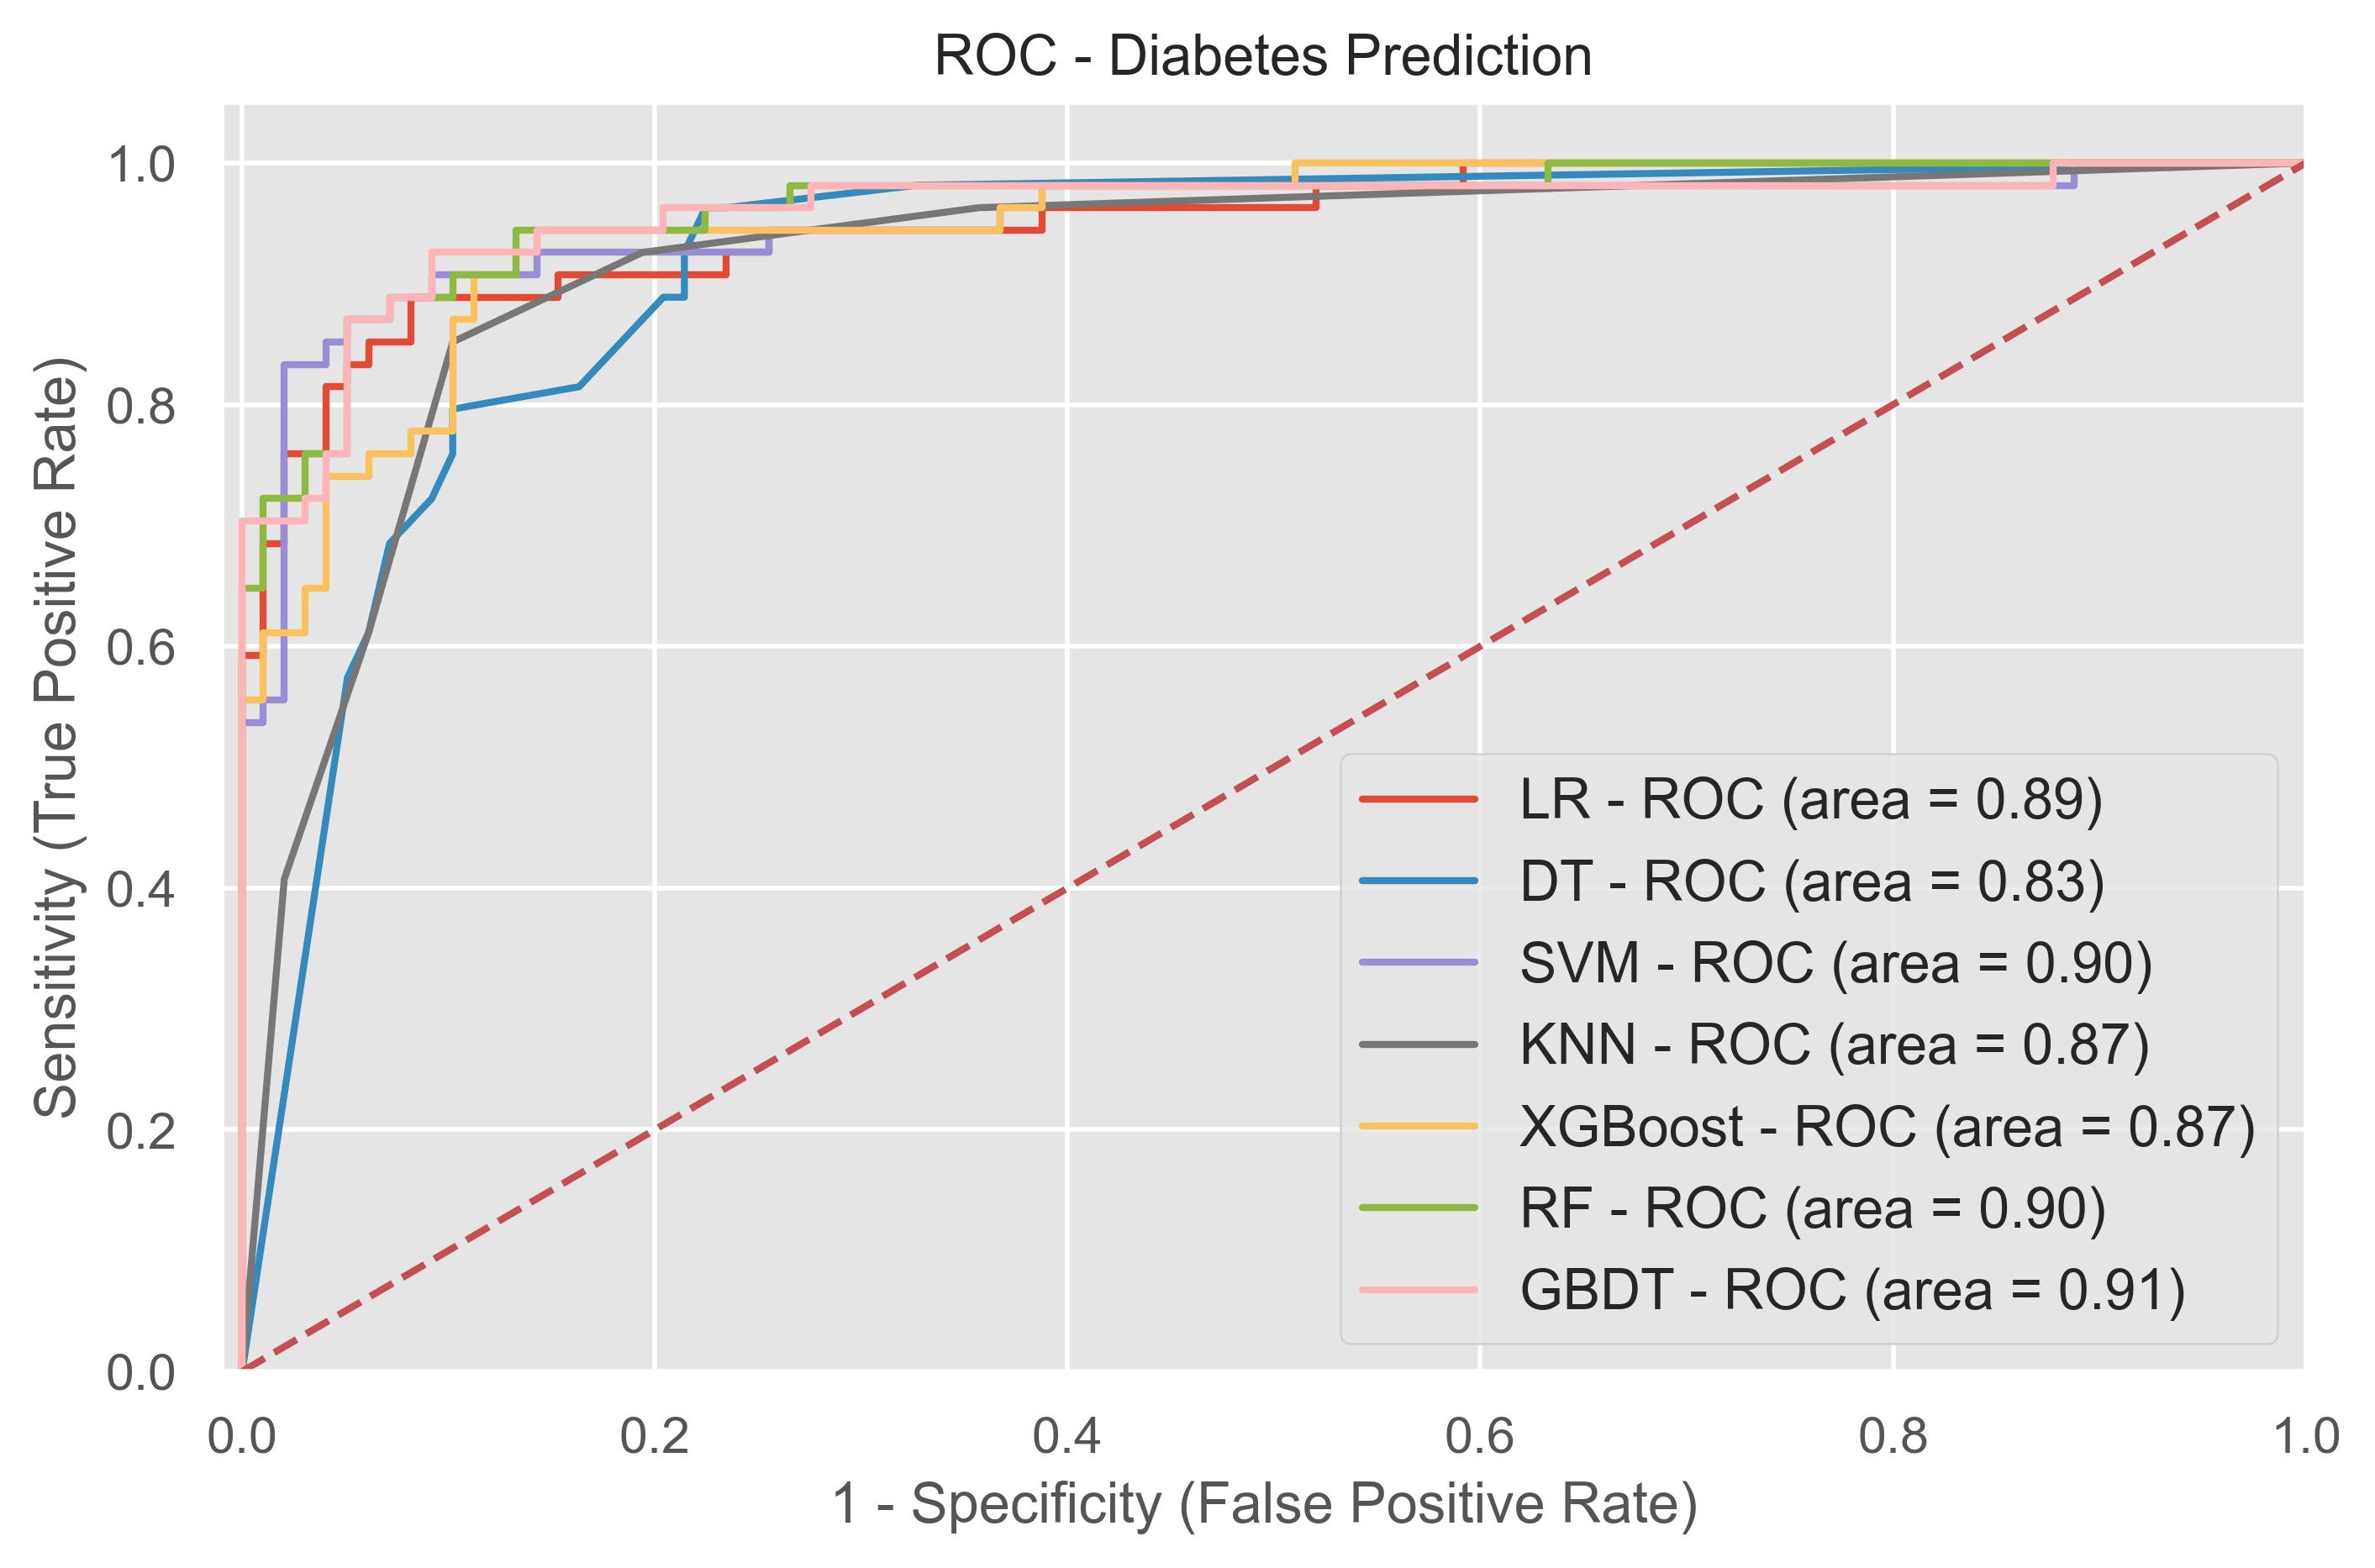 ROC - Diabetes Prediction
Sensitivity (True Positive Rate)
1.0
0.8
0.6
0.4
0.2
0.0
LR - ROC (area = 0.89)
DT - ROC (area = 0.83)
SVM - ROC (area = 0.90)
KNN - ROC (area = 0.87)
XGBoost - ROC (area = 0.87)
RF - ROC (area = 0.90)
GBDT - ROC (area = 0.91)
0.0 0.2 0.4 0.6 0.8 1.0
1 - Specificity (False Positive Rate)